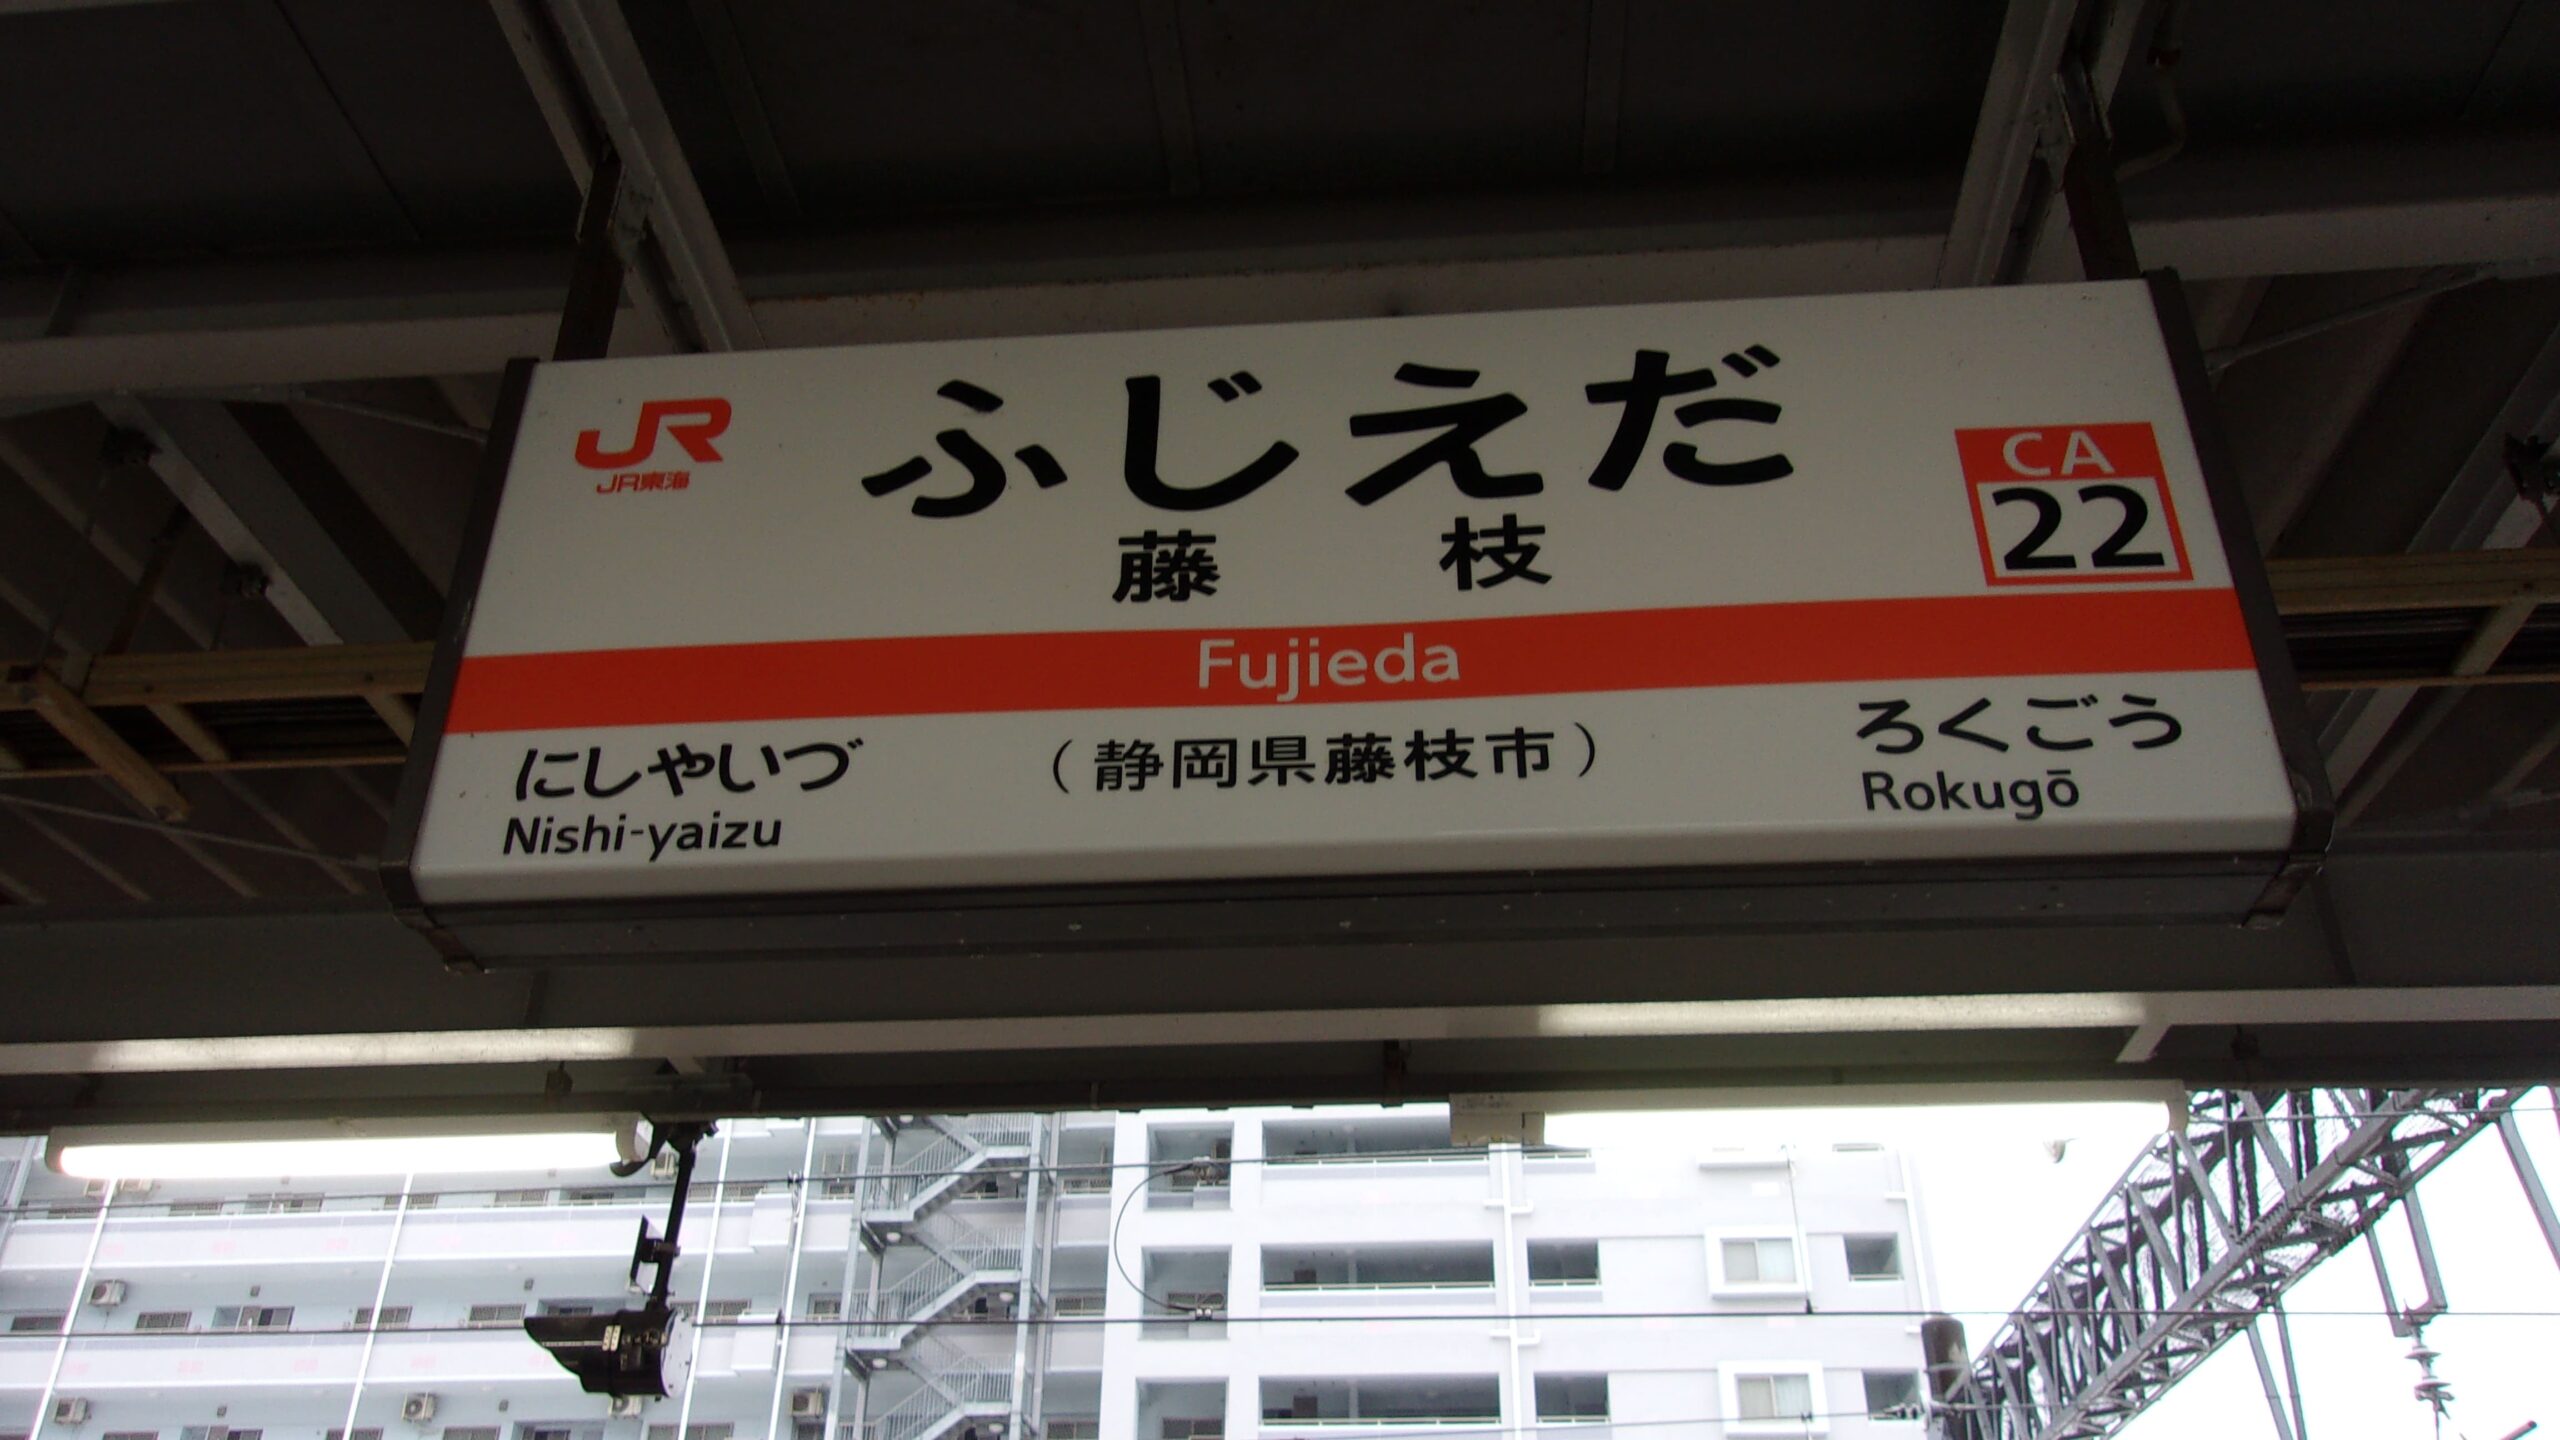 JR
JR東海
ふじえだ
藤枝
CA
22
Fujieda
にしやいづ
Nishi-yaizu
（静岡県藤枝市）
ろくごう
Rokugō